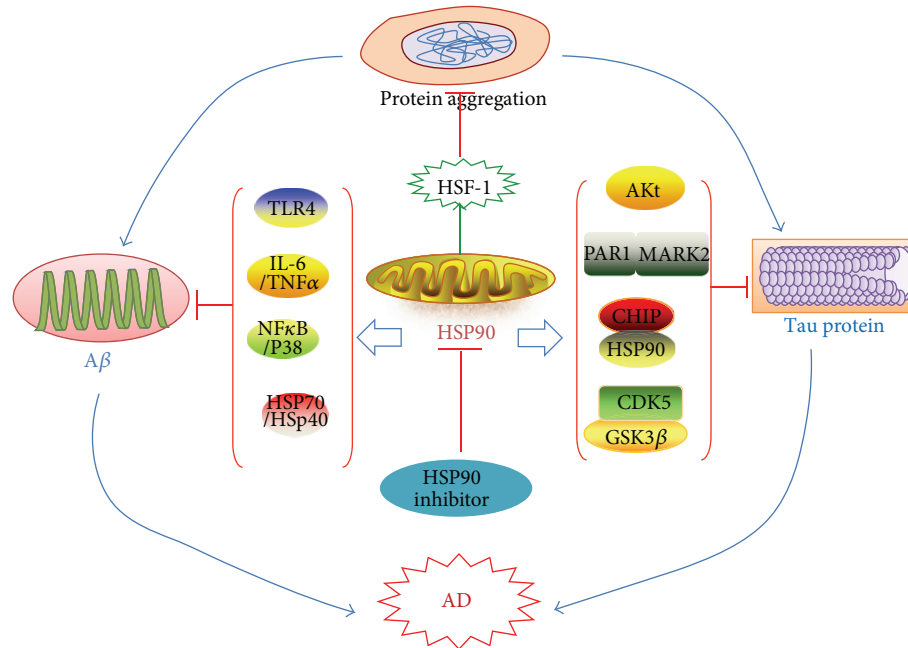 Protein aggregation
HSF-1
TLR4
IL-6
/TNFα
NFκB
/P38
HSP70
/HSp40
HSP90
AKt
PAR1 MARK2
CHIP
HSP90
CDK5
GSK3β
Aβ
Tau protein
HSP90
inhibitor
AD